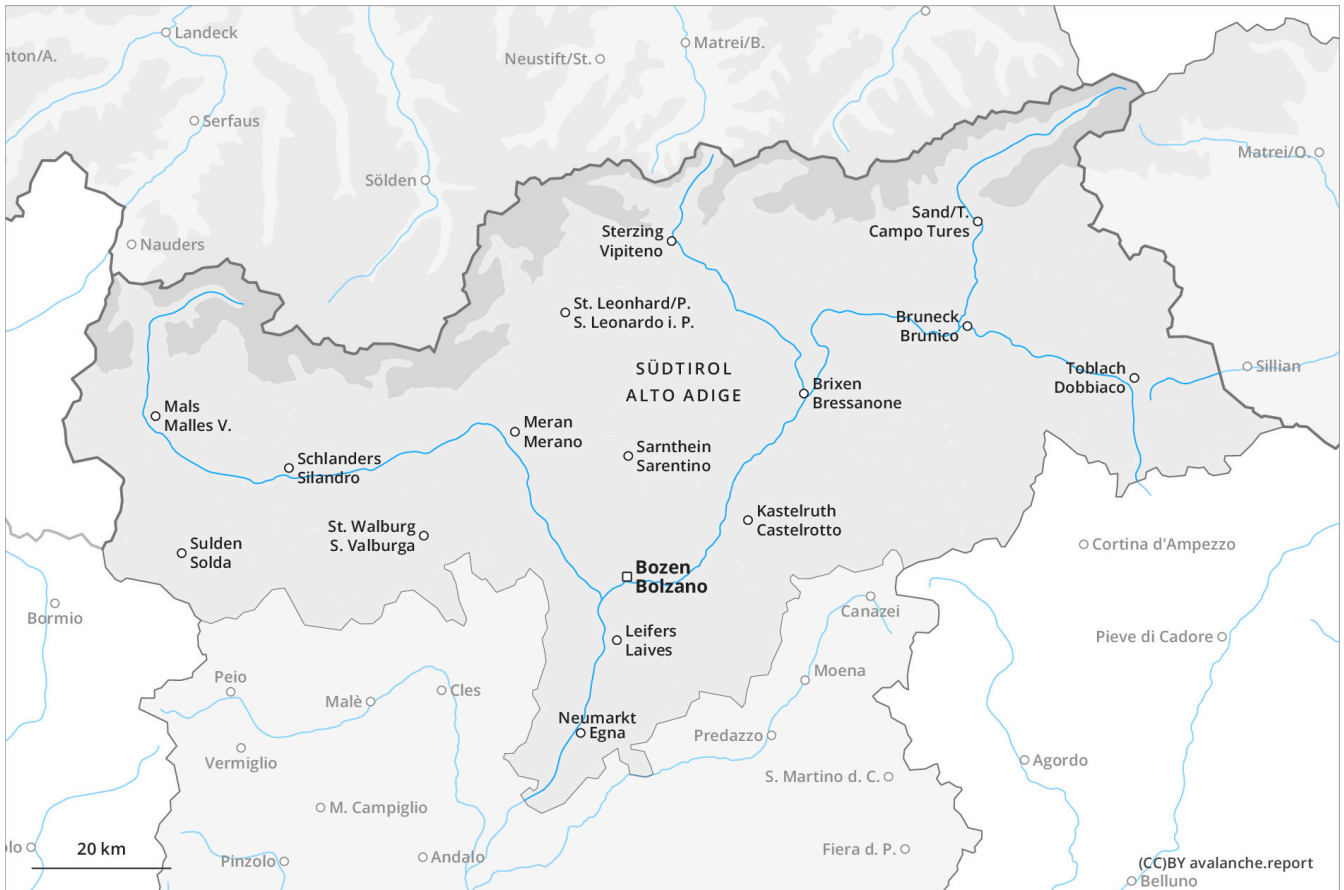 Landeck
Matrei/B.
nton/A.
Neustift/St.
Serfaus
Matrei/O.
Sölden
Sand/T.
Campo Tures
Sterzing
Vipiteno
Nauders
St. Leonhard/P.
S. Leonardo i. P.
Bruneck
Brunico
SÜDTIROL
ALTO ADIGE
Toblach
Dobbiaco
Sillian
Brixen
Bressanone
Mals
Malles V.
Meran
Merano
Sarnthein
Sarentino
Schlanders
Silandro
Kastelruth
Castelrotto
St. Walburg
S. Valburga
Sulden
Solda
Cortina d'Ampezzo
Bozen
Bolzano
Bormio
Canazei
Leifers
Laives
Pieve di Cadore
Moena
Peio
Malè
Cles
Neumarkt
Egna
Predazzo
Vermiglio
Agordo
S. Martino d. C.
M. Campiglio
lo
20 km
Pinzolo
Andalo
Fiera d. P.
(CC)BY avalanche.report
Belluno